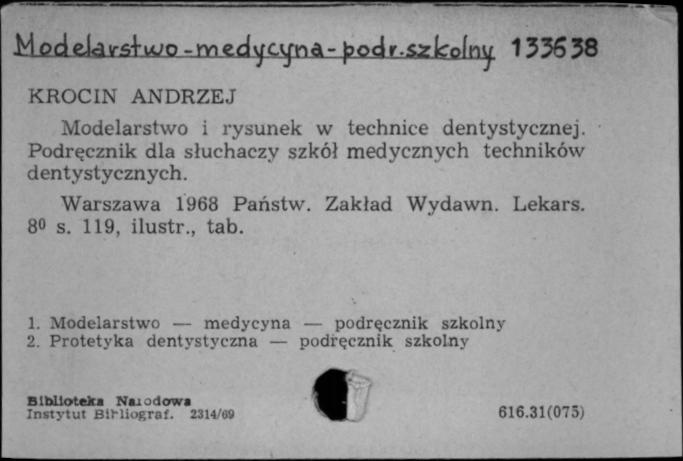 Modelarstwo-medycyna-podr.szkolny 133638
KROCIN ANDRZEJ
Modelarstwo i rysunek w technice dentystycznej.
Podręcznik dla słuchaczy szkół medycznych techników
dentystycznych.
Warszawa 1968 Państw. Zakład Wydawn. Lekars.
8⁰ s. 119, ilustr., tab.
1. Modelarstwo — medycyna — podręcznik szkolny
2. Protetyka dentystyczna — podręcznik szkolny
Biblioteka Narodowa
Instytut Bibliograf. 2314/69
616.31(075)